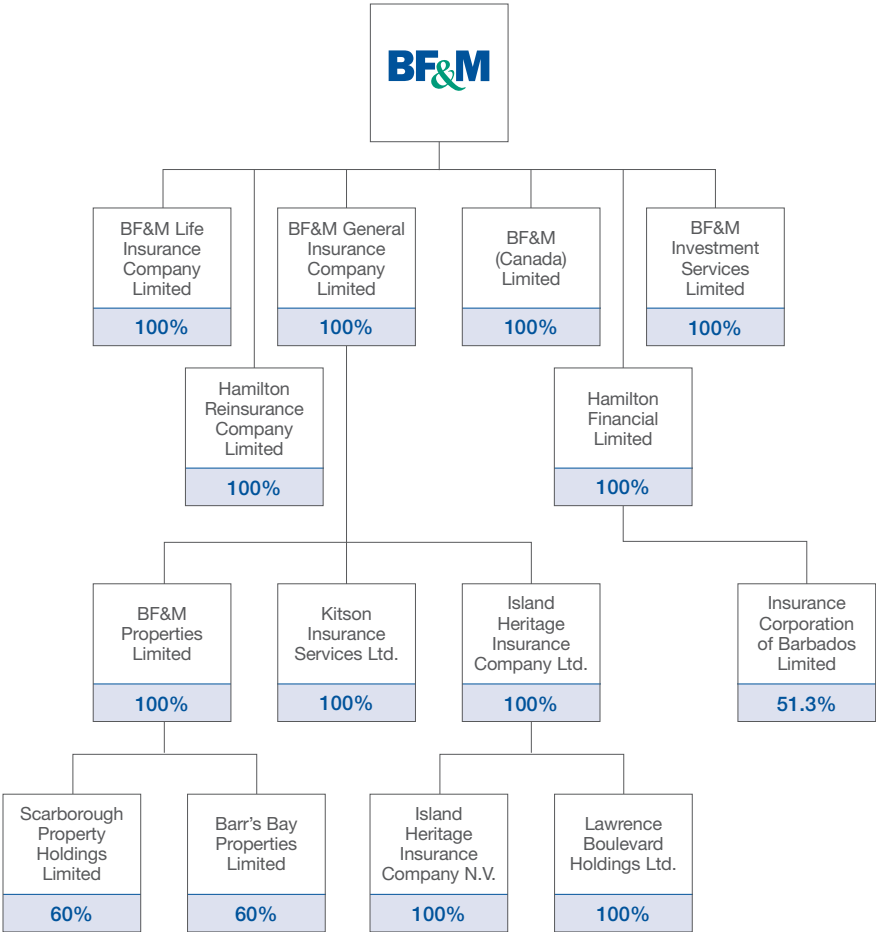 BF&M
BF&M Life
Insurance
Company
Limited
100%
BF&M General
Insurance
Company
Limited
100%
BF&M
(Canada)
Limited
100%
BF&M
Investment
Services
Limited
100%
Hamilton
Reinsurance
Company
Limited
100%
Hamilton
Financial
Limited
100%
BF&M
Properties
Limited
100%
Kitson
Insurance
Services Ltd.
100%
Island
Heritage
Insurance
Company Ltd.
100%
Insurance
Corporation
of Barbados
Limited
51.3%
Scarborough
Property
Holdings
Limited
60%
Barr's Bay
Properties
Limited
60%
Island
Heritage
Insurance
Company N.V.
100%
Lawrence
Boulevard
Holdings Ltd.
100%